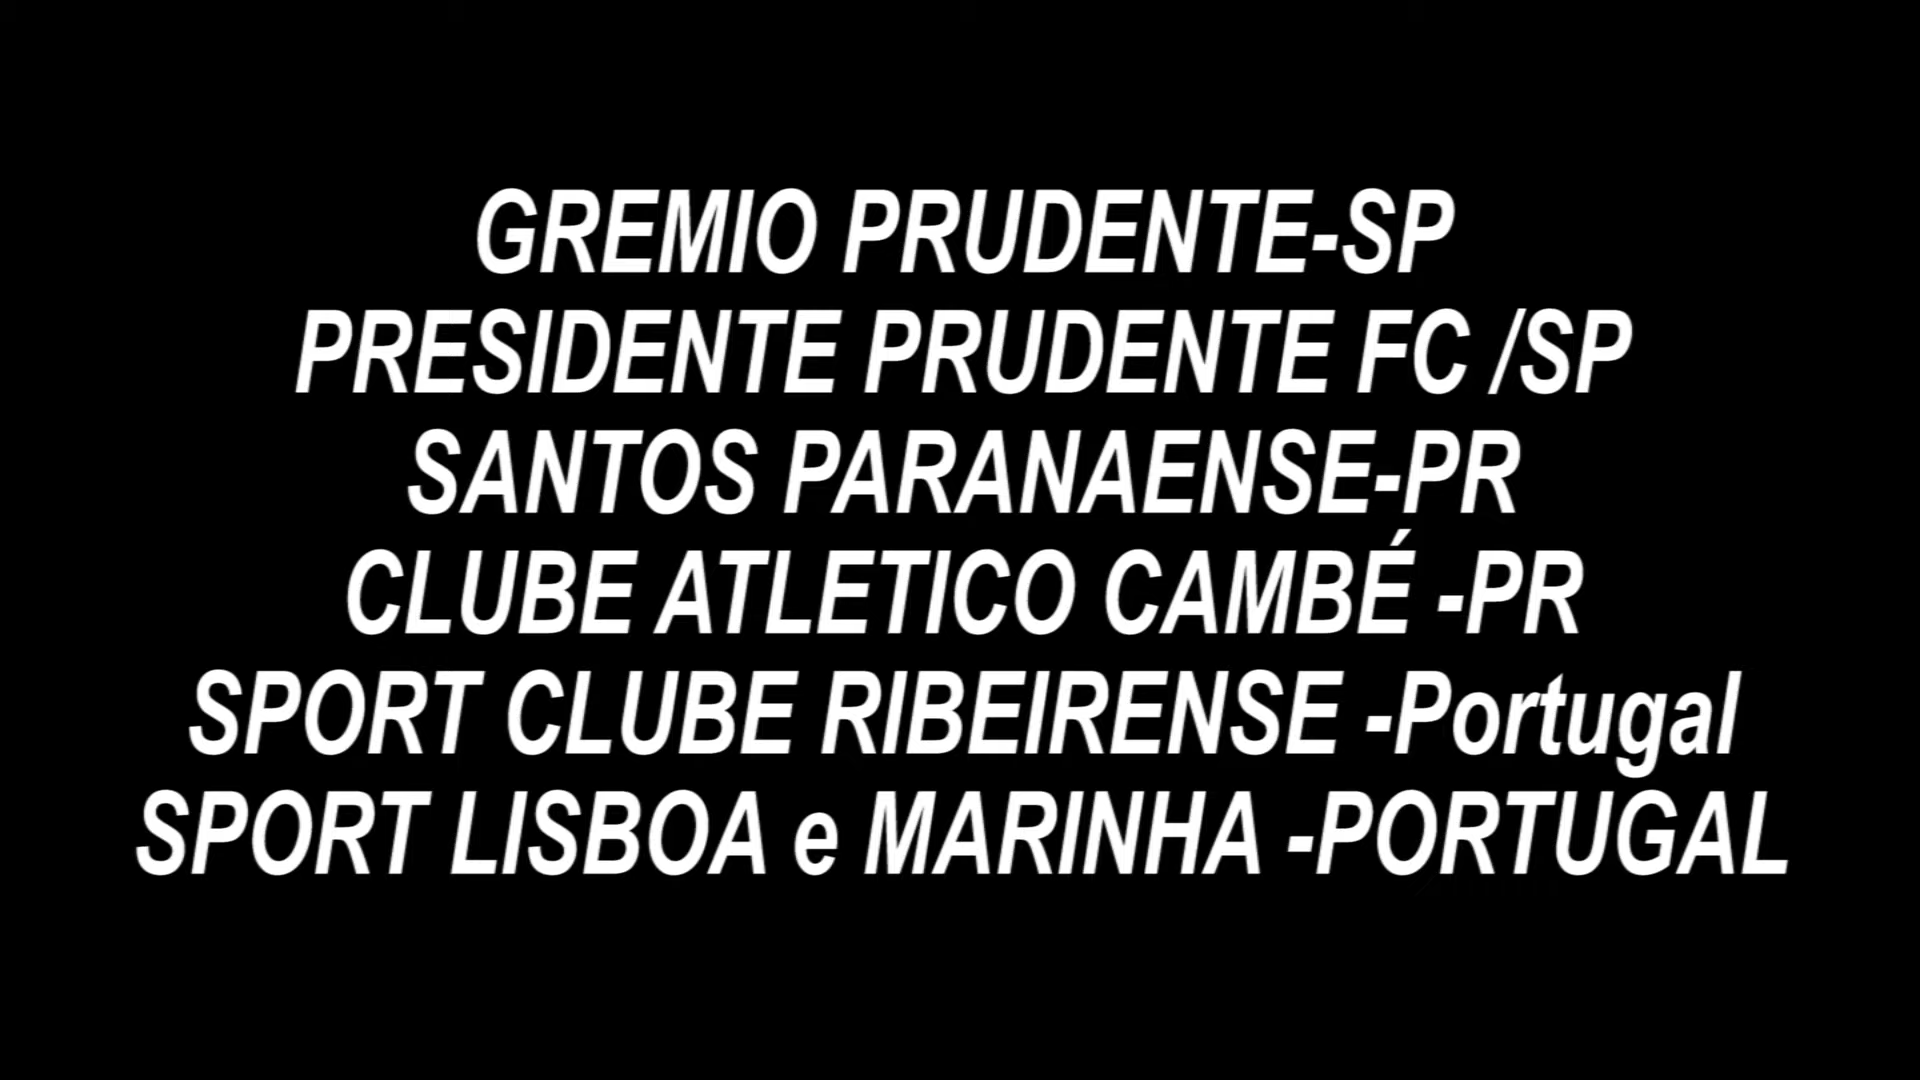 GREMIO PRUDENTE-SP
PRESIDENTE PRUDENTE FC /SP
SANTOS PARANAENSE-PR
CLUBE ATLETICO CAMBÉ -PR
SPORT CLUBE RIBEIRENSE -Portugal
SPORT LISBOA e MARINHA -PORTUGAL